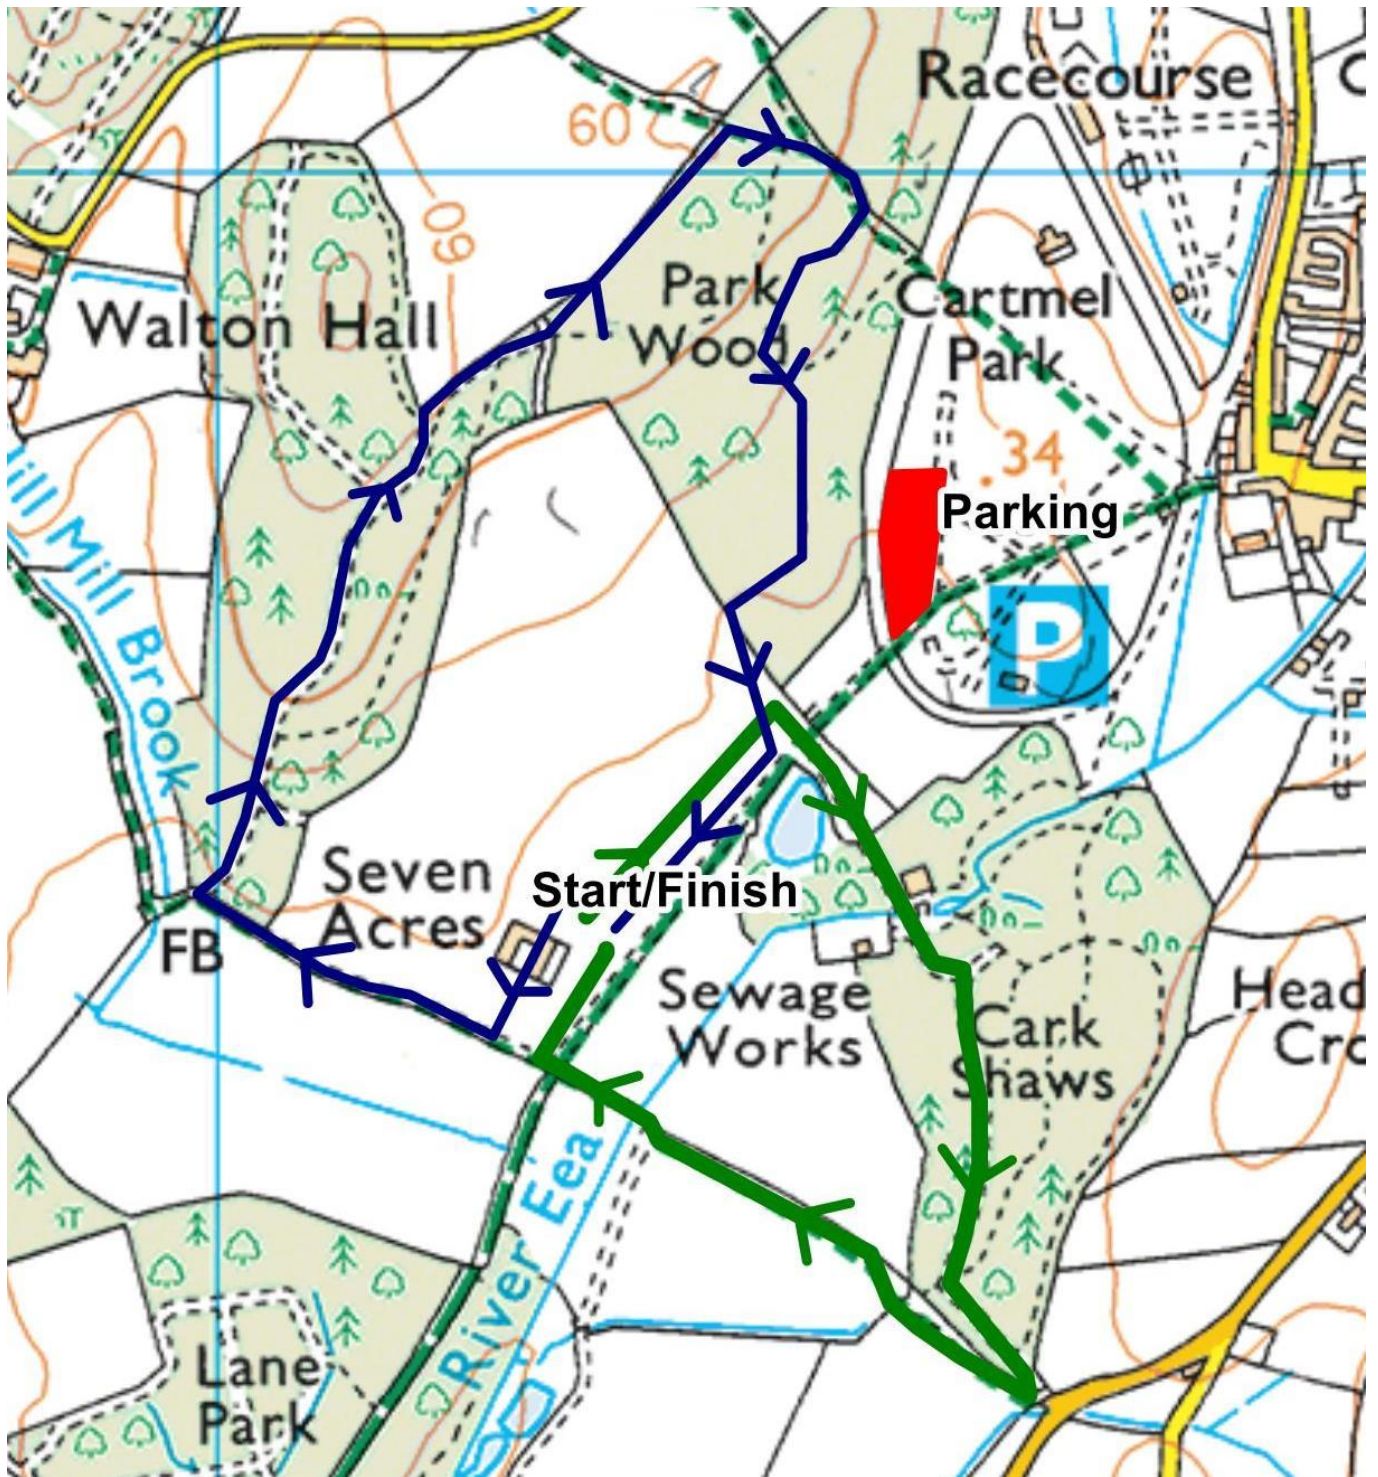 Racecourse
60
60
Walton Hall
Park
Wood
Cartmel
Park
.34
Parking
P
Mill Brook
Seven
Acres
Start/Finish
FB
Sewage
Works
Head
Cark
Shaws
River Eea
Lane
Park